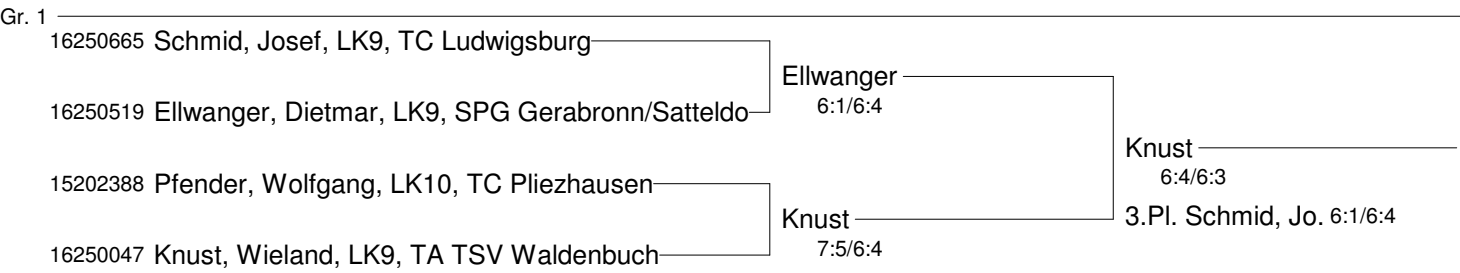 Gr. 1
16250665 Schmid, Josef, LK9, TC Ludwigsburg
Ellwanger
6:1/6:4
16250519 Ellwanger, Dietmar, LK9, SPG Gerabronn/Satteldo
Knust
6:4/6:3
15202388 Pfender, Wolfgang, LK10, TC Pliezhausen
3.Pl. Schmid, Jo. 6:1/6:4
Knust
7:5/6:4
16250047 Knust, Wieland, LK9, TA TSV Waldenbuch